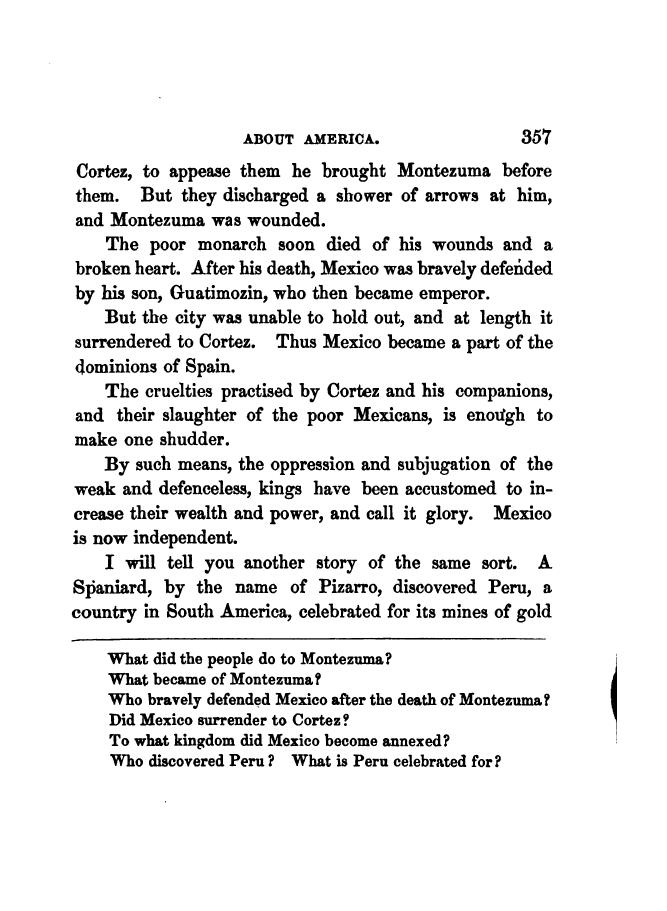 ABOUT AMERICA. 357
Cortez, to appease them he brought Montezuma before
them. But they discharged a shower of arrows at him,
and Montezuma was wounded.
The poor monarch soon died of his wounds and a
broken heart. After his death, Mexico was bravely defended
by his son, Guatimozin, who then became emperor.
But the city was unable to hold out, and at length it
surrendered to Cortez. Thus Mexico became a part of the
dominions of Spain.
The cruelties practised by Cortez and his companions,
and their slaughter of the poor Mexicans, is enough to
make one shudder.
By such means, the oppression and subjugation of the
weak and defenceless, kings have been accustomed to in-
crease their wealth and power, and call it glory. Mexico
is now independent.
I will tell you another story of the same sort. A
Spaniard, by the name of Pizarro, discovered Peru, a
country in South America, celebrated for its mines of gold
What did the people do to Montezuma?
What became of Montezuma?
Who bravely defended Mexico after the death of Montezuma?
Did Mexico surrender to Cortez?
To what kingdom did Mexico become annexed?
Who discovered Peru? What is Peru celebrated for?